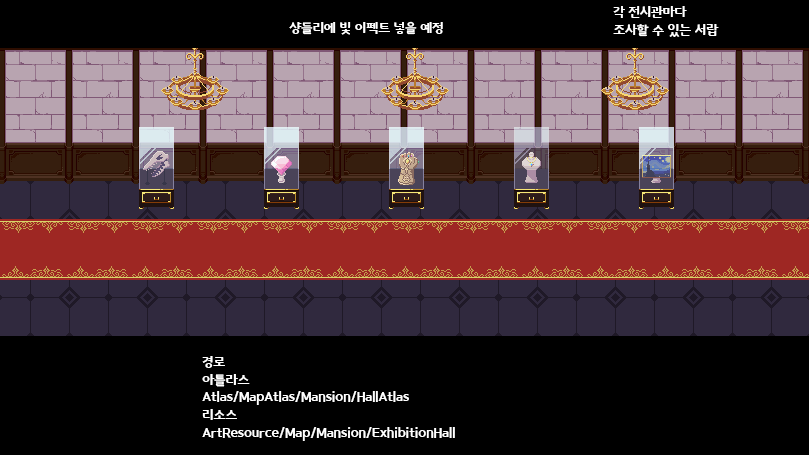 샹들리에 빛 이펙트 넣을 예정
각 전시관마다
조사할 수 있는 서랍
경로
아틀라스
Atlas/MapAtlas/Mansion/HallAtlas
리소스
ArtResource/Map/Mansion/ExhibitionHall